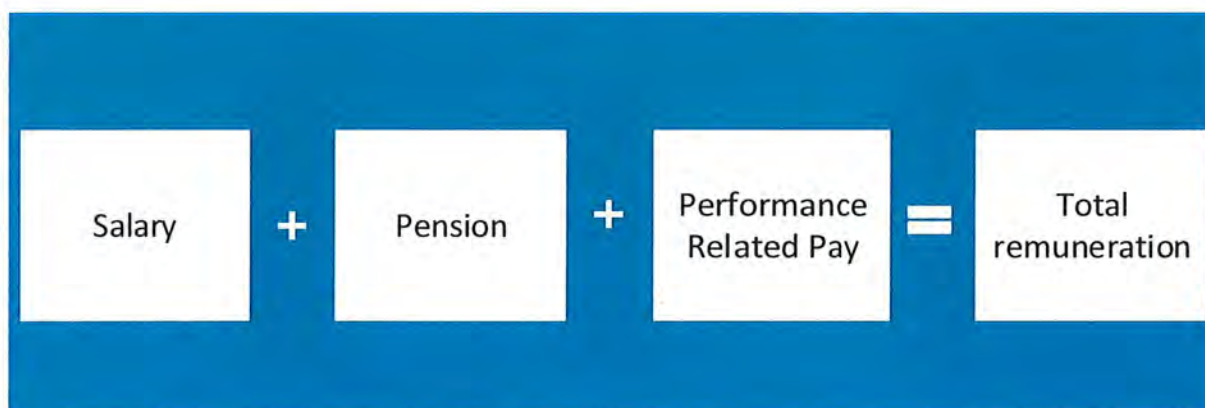 Salary
+
Pension
+
Performance
Related Pay
=
Total
remuneration